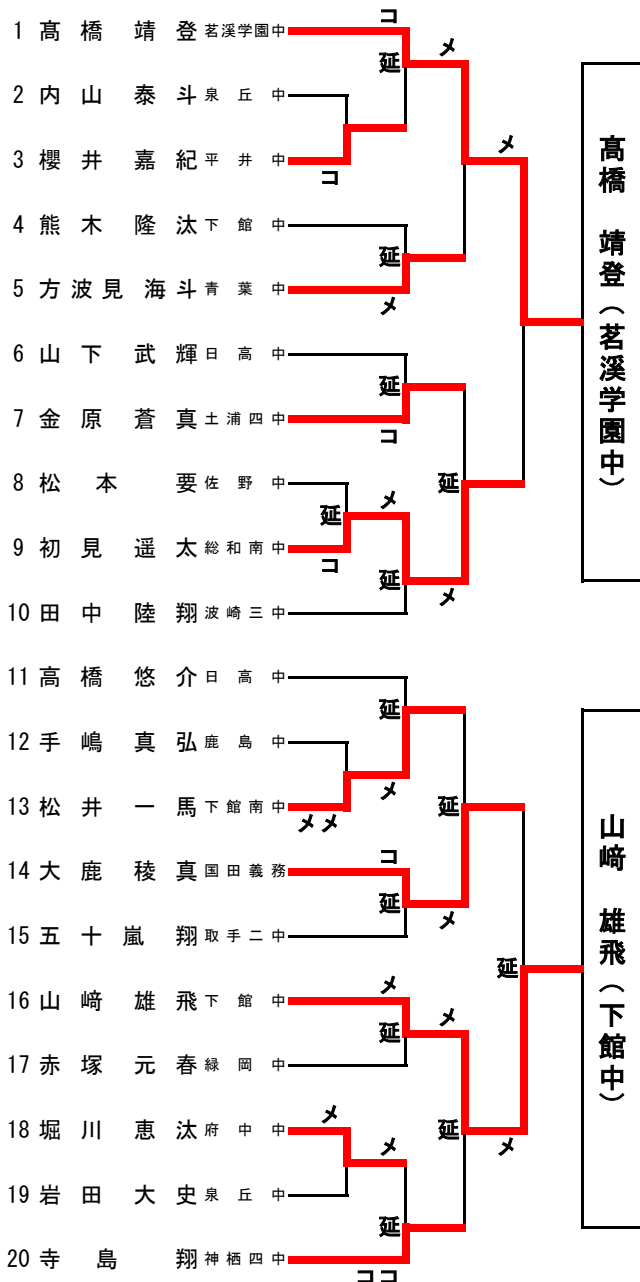 コ
1 髙橋 靖登 茗溪学園中
メ
延
2 内山 泰斗 泉丘中
メ
3 櫻井 嘉紀 平井中
コ
4 熊木 隆汰 下館中
延
5 方波見 海斗 青葉中
メ
6 山下 武輝 日高中
延
7 金原 蒼真 土浦四中
コ
8 松本 要 佐野中
延
メ
延
9 初見 遥太 総和南中
コ
延
メ
10 田中 陸翔 波崎三中
髙橋 靖登(茗溪学園中)
11 高橋 悠介 日高中
延
12 手嶋 真弘 鹿島中
メ
13 松井 一馬 下館南中
メメ
延
コ
14 大鹿 稜真 国田義務
延
メ
15 五十嵐 翔 取手二中
延
メ
16 山﨑 雄飛 下館中
メ
延
17 赤塚 元春 緑岡中
メ
18 堀川 恵汰 府中中
延
メ
メ
19 岩田 大史 泉丘中
延
20 寺島 翔 神栖四中
ココ
山﨑 雄飛(下館中)